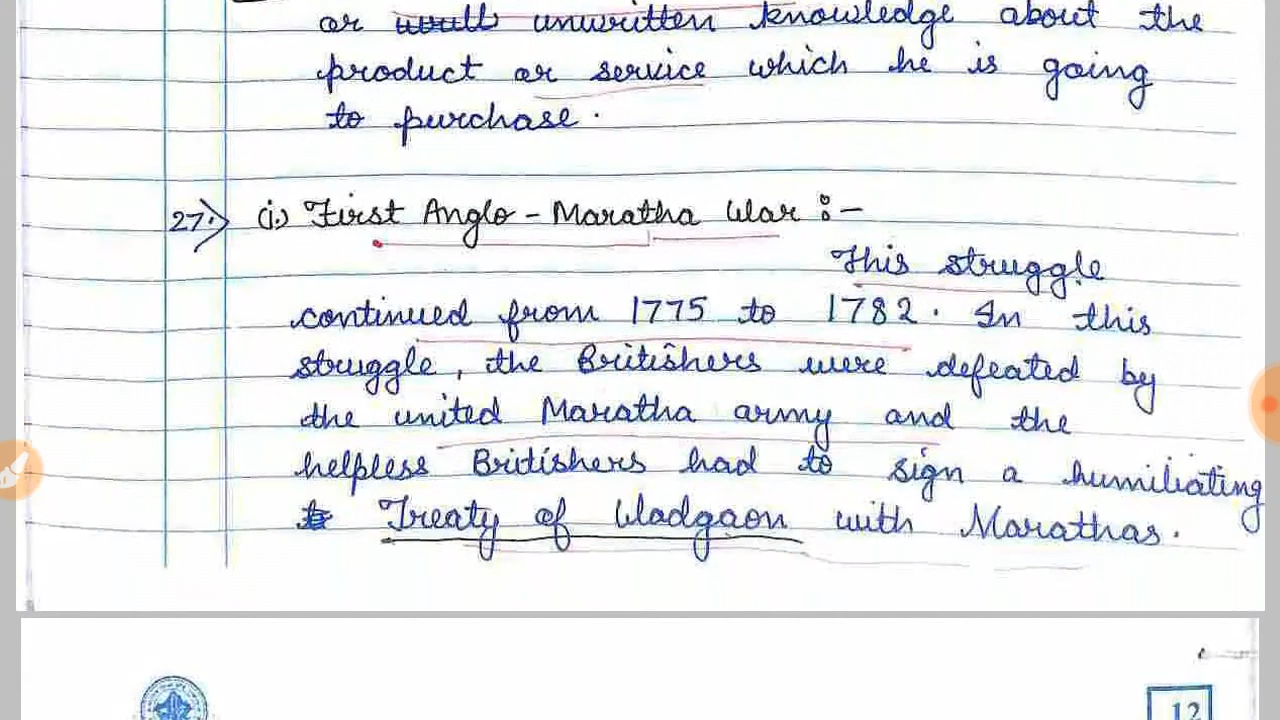 or unwritten knowledge about the
product or service which he is going
to purchase.
27. (i.) First Anglo-Maratha War :-
This struggle
continued from 1775 to 1782. In this
struggle, the Britishers were defeated by
the united Maratha army and the
helpless Britishers had to sign a humiliating
Treaty of Wadgaon with Marathas.
12